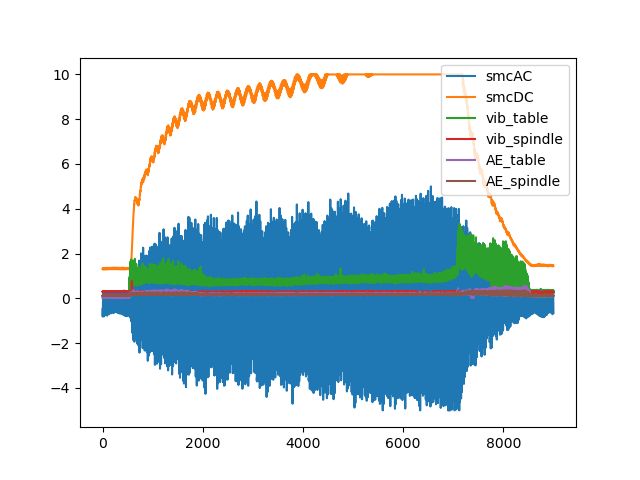 10
8
6
4
2
0
−2
−4
0
2000
4000
6000
8000
smcAC
smcDC
vib_table
vib_spindle
AE_table
AE_spindle